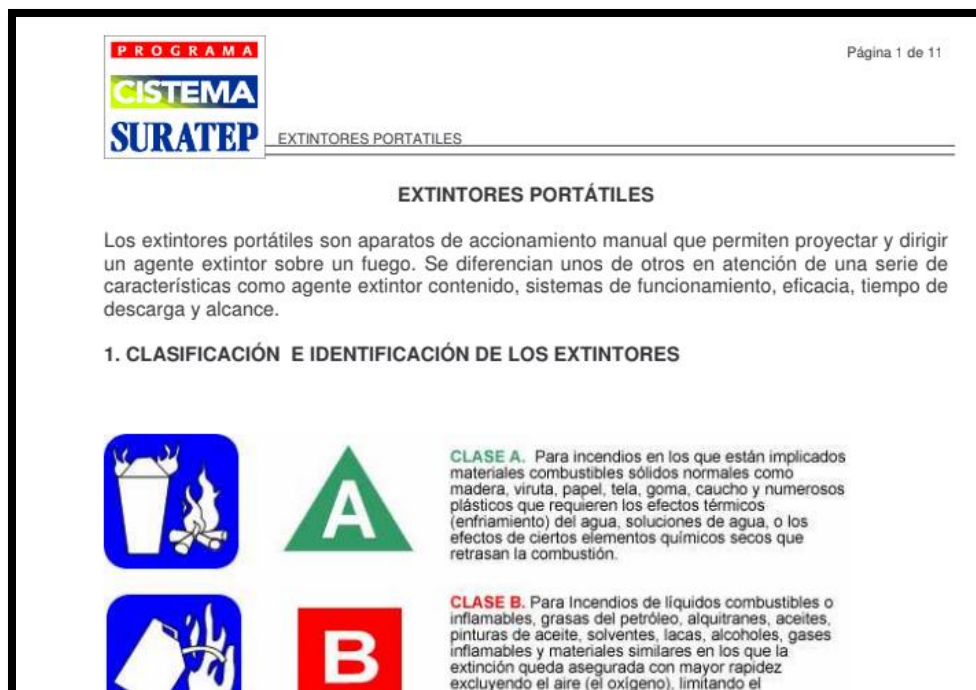 PROGRAMA
CISTEMA
SURATEP
Página 1 de 11
EXTINTORES PORTATILES
EXTINTORES PORTÁTILES
Los extintores portátiles son aparatos de accionamiento manual que permiten proyectar y dirigir
un agente extintor sobre un fuego. Se diferencian unos de otros en atención de una serie de
características como agente extintor contenido, sistemas de funcionamiento, eficacia, tiempo de
descarga y alcance.
1. CLASIFICACIÓN E IDENTIFICACIÓN DE LOS EXTINTORES
A
CLASE A. Para incendios en los que están implicados
materiales combustibles sólidos normales como
madera, viruta, papel, tela, goma, caucho y numerosos
plásticos que requieren los efectos térmicos
(enfriamiento) del agua, soluciones de agua, o los
efectos de ciertos elementos químicos secos que
retrasan la combustión.
B
CLASE B. Para Incendios de líquidos combustibles o
inflamables, grasas del petróleo, alquitranes, aceites,
pinturas de aceite, solventes, lacas, alcoholes, gases
inflamables y materiales similares en los que la
extinción queda asegurada con mayor rapidez
excluyendo el aire (el oxígeno), limitando el